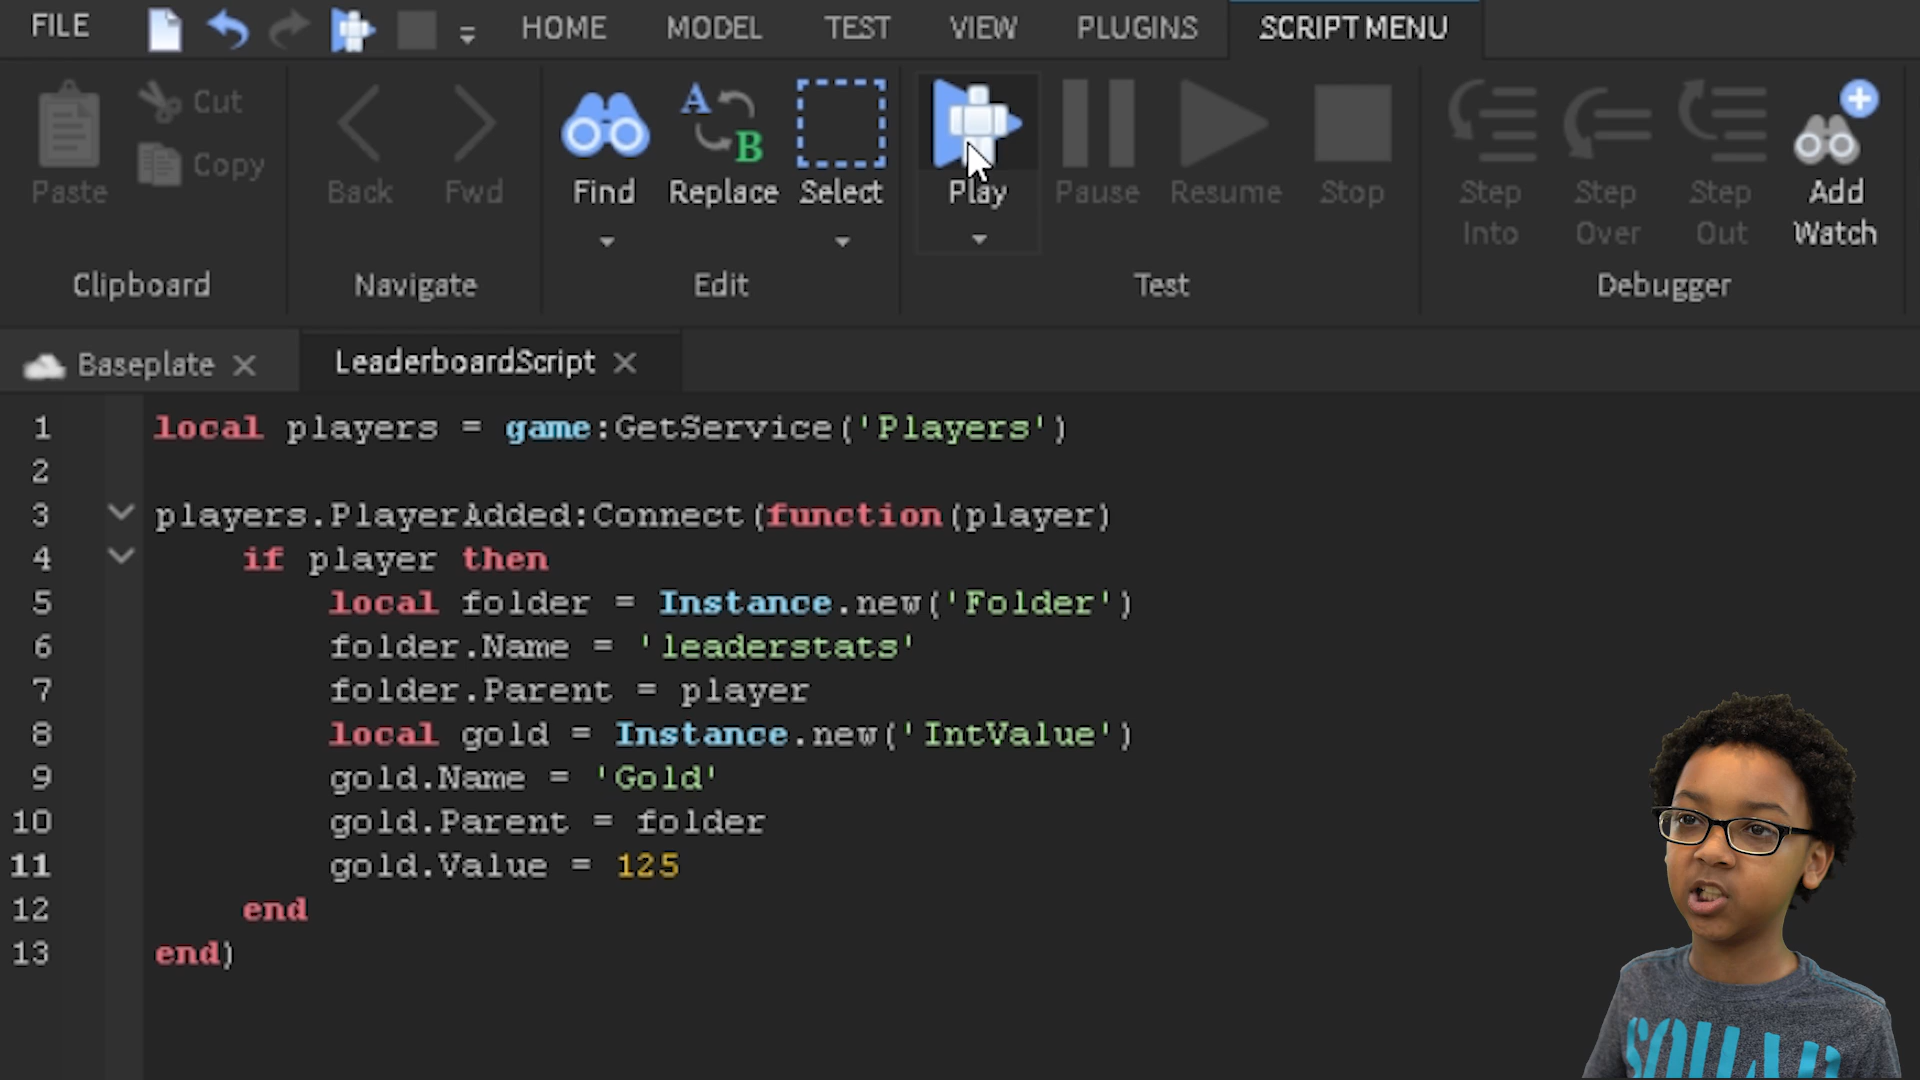 FILE HOME MODEL TEST VIEW PLUGINS SCRIPT MENU
Paste Cut Copy
Back Fwd
Find Replace Select
A B
Play Pause Resume Stop
Step Into Step Over Step Out Add Watch
Clipboard Navigate Edit Test Debugger
Baseplate LeaderboardScript
1 local players = game:GetService('Players')
2
3 players.PlayerAdded:Connect(function(player)
4 if player then
5 local folder = Instance.new('Folder')
6 folder.Name = 'leaderstats'
7 folder.Parent = player
8 local gold = Instance.new('IntValue')
9 gold.Name = 'Gold'
10 gold.Parent = folder
11 gold.Value = 125
12 end
13 end)